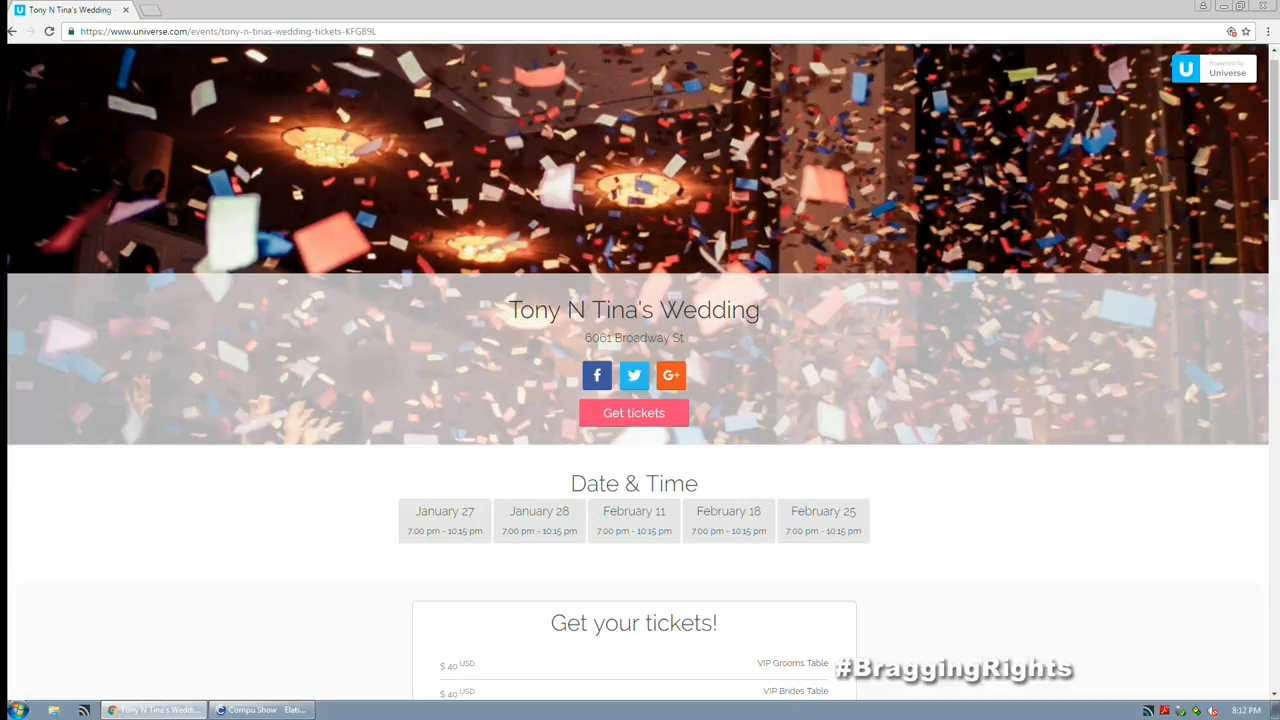 Tony N Tina's Wedding
https://www.universe.com/events/tony-n-tinas-wedding-tickets-KFGB9L
U
Powered by
Universe
Tony N Tina's Wedding
6061 Broadway St
f
G+
Get tickets
Date & Time
January 27
7:00 pm - 10:15 pm
January 28
7:00 pm - 10:15 pm
February 11
7:00 pm - 10:15 pm
February 18
7:00 pm - 10:15 pm
February 25
7:00 pm - 10:15 pm
Get your tickets!
$ 40 USD VIP Grooms Table
#BraggingRights
$ 40 USD VIP Brides Table
Tony N Tina's Weddi...
Compu Show
8:12 PM